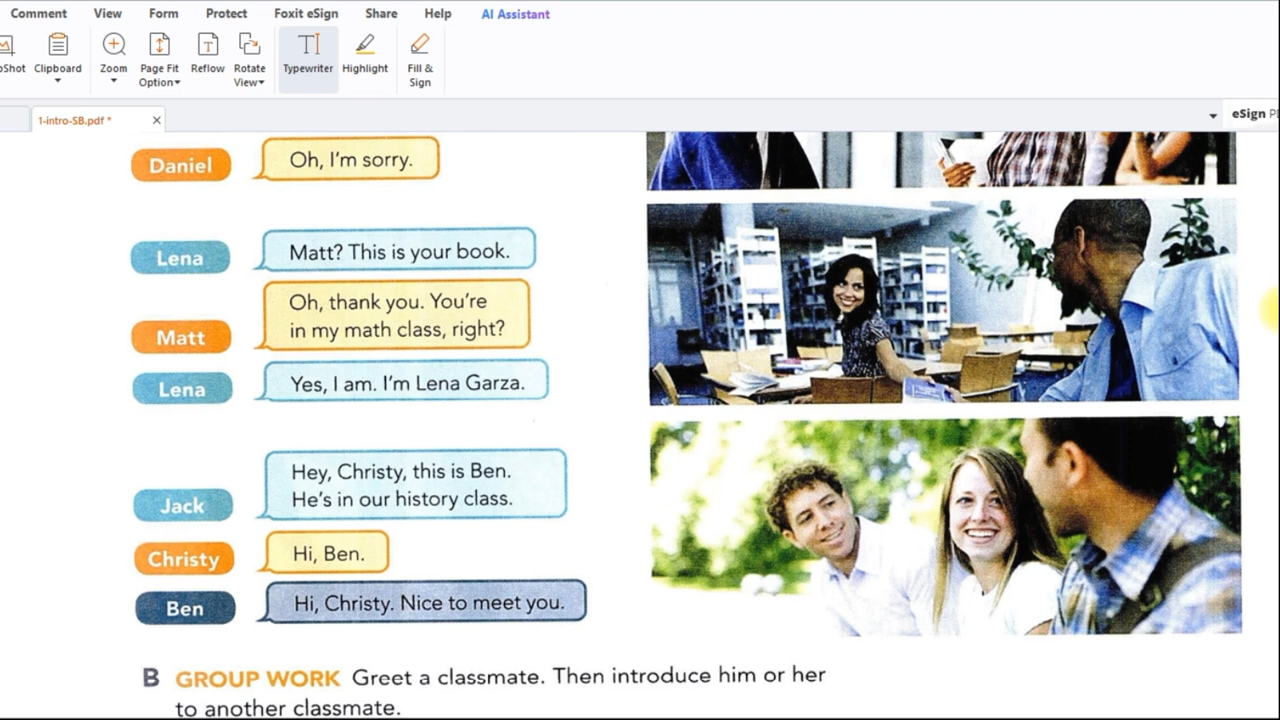 Comment View Form Protect Foxit eSign Share Help AI Assistant
Clipboard Zoom Page Fit Option Reflow Rotate View Typewriter Highlight Fill & Sign
1-intro-SB.pdf *
eSign
Daniel Oh, I'm sorry.
Lena Matt? This is your book.
Matt Oh, thank you. You're
in my math class, right?
Lena Yes, I am. I'm Lena Garza.
Jack Hey, Christy, this is Ben.
He's in our history class.
Christy Hi, Ben.
Ben Hi, Christy. Nice to meet you.
B GROUP WORK Greet a classmate. Then introduce him or her
to another classmate.